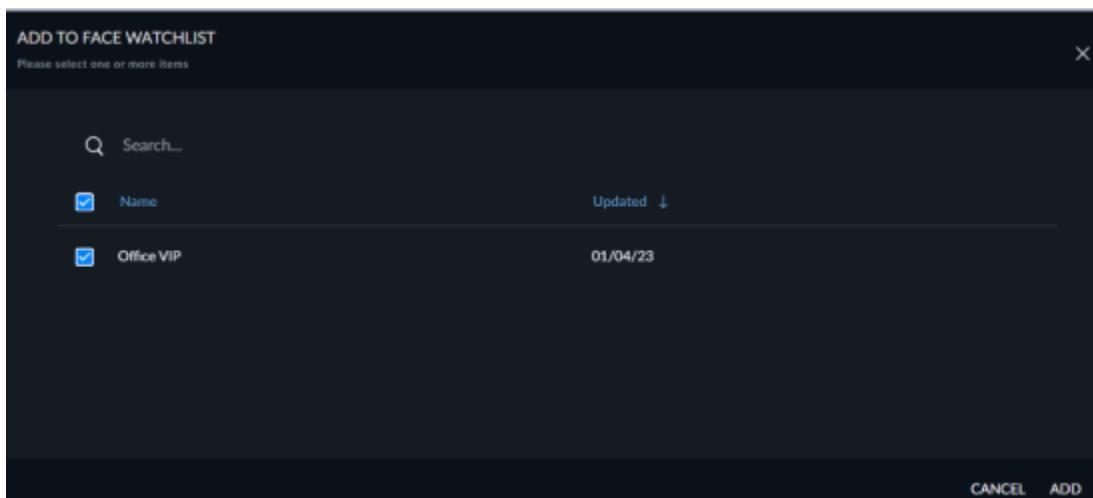 ADD TO FACE WATCHLIST
Please select one or more items
Search...
Name Updated ↓
Office VIP 01/04/23
CANCEL ADD